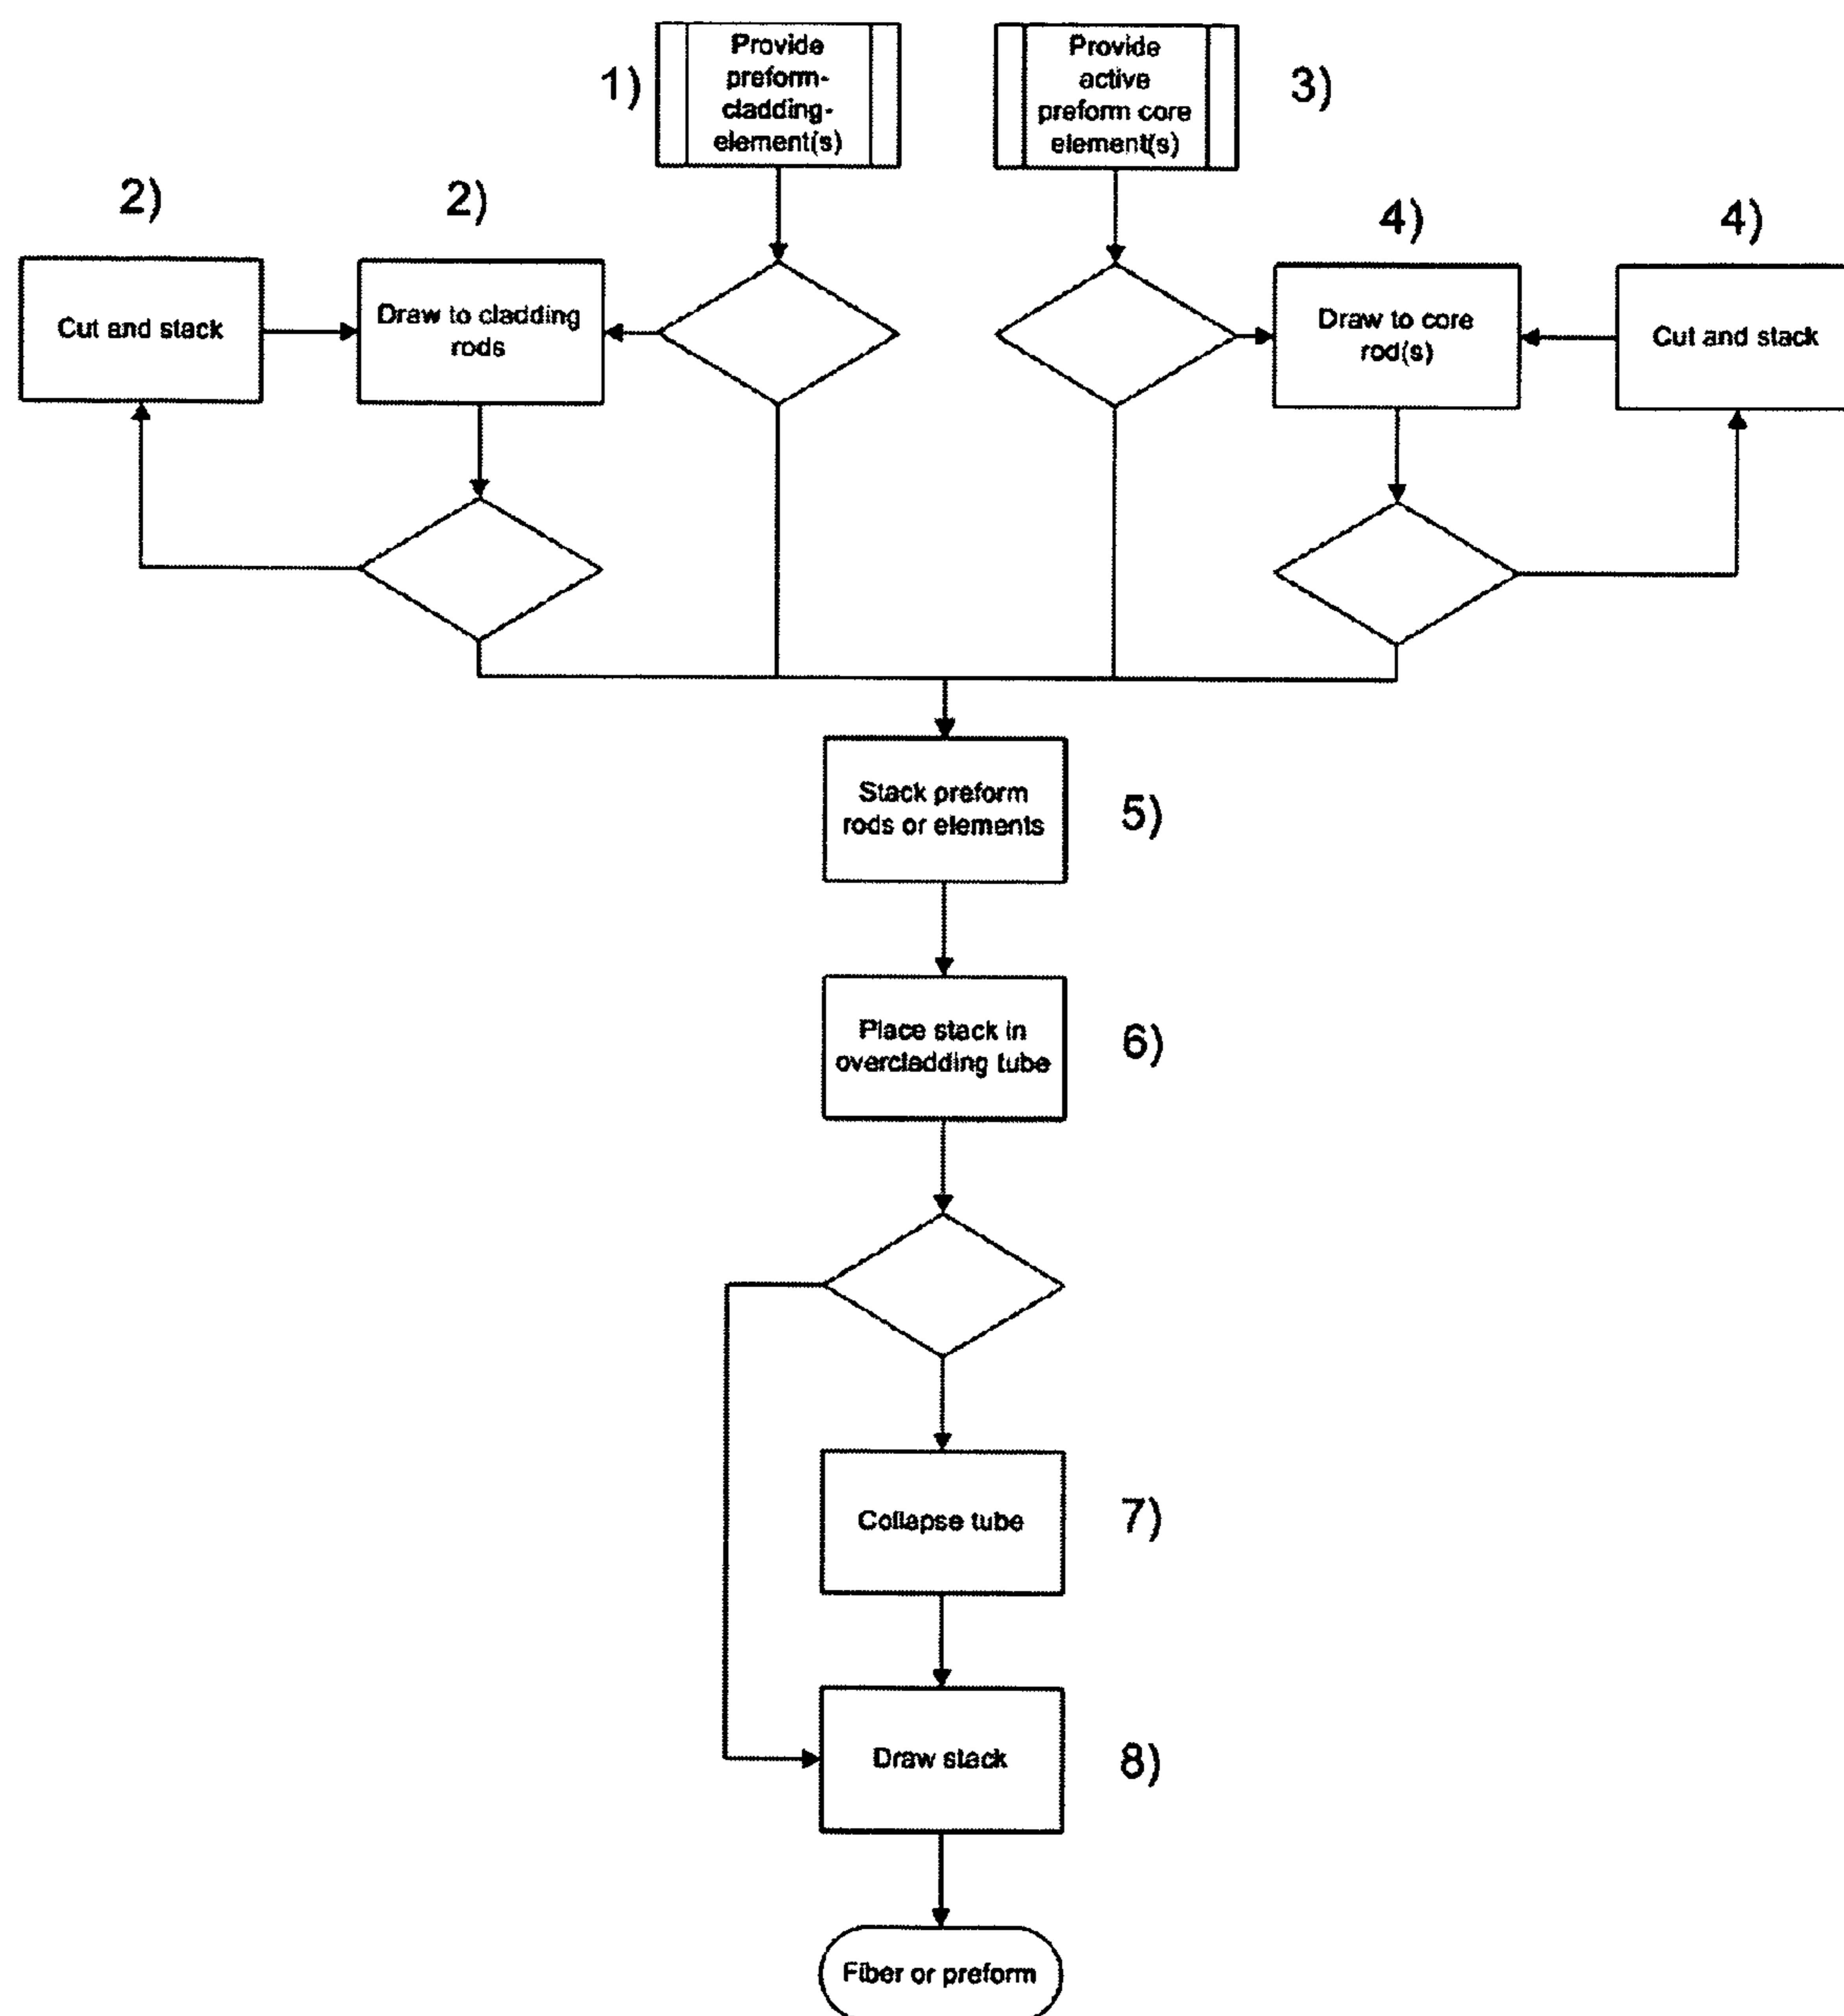 1)
Provide
preform-
cladding-
element(s)
Provide
active
preform core
element(s)
3)
2)
2)
4)
4)
Cut and stack
Draw to cladding
rods
Draw to core
rod(s)
Cut and stack
Stack preform
rods or elements
5)
Place stack in
overcladding tube
6)
Collapse tube
7)
Draw stack
8)
Fiber or preform